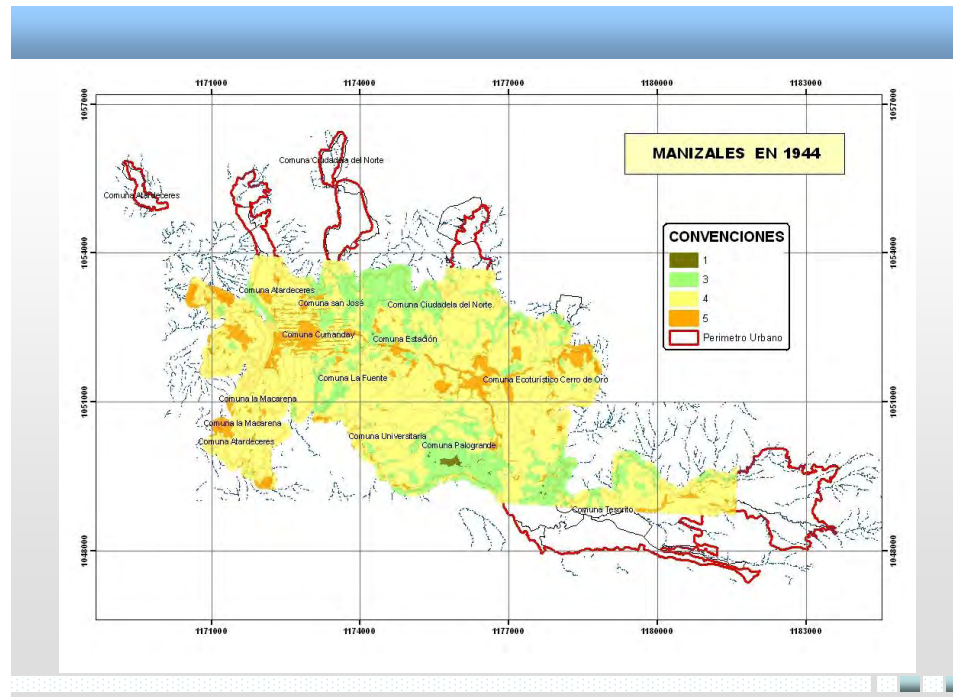 1171000 1174000 1177000 1180000 1183000
1057000 1057000
MANIZALES EN 1944
Comuna Ciudadela del Norte
Comuna Atardeceres
CONVENCIONES
1
3
4
5
Perimetro Urbano
1054000 1054000
Comuna Atardeceres
Comuna san José
Comuna Ciudadela del Norte
Comuna Cumanday
Comuna Estación
Comuna La Fuente
Comuna Ecoturístico Cerro de Oro
1051000 1051000
Comuna la Macarena
Comuna la Macarena
Comuna Universitaria
Comuna Atardeceres
Comuna Palogrande
Comuna Tesorito
1048000 1048000
1171000 1174000 1177000 1180000 1183000